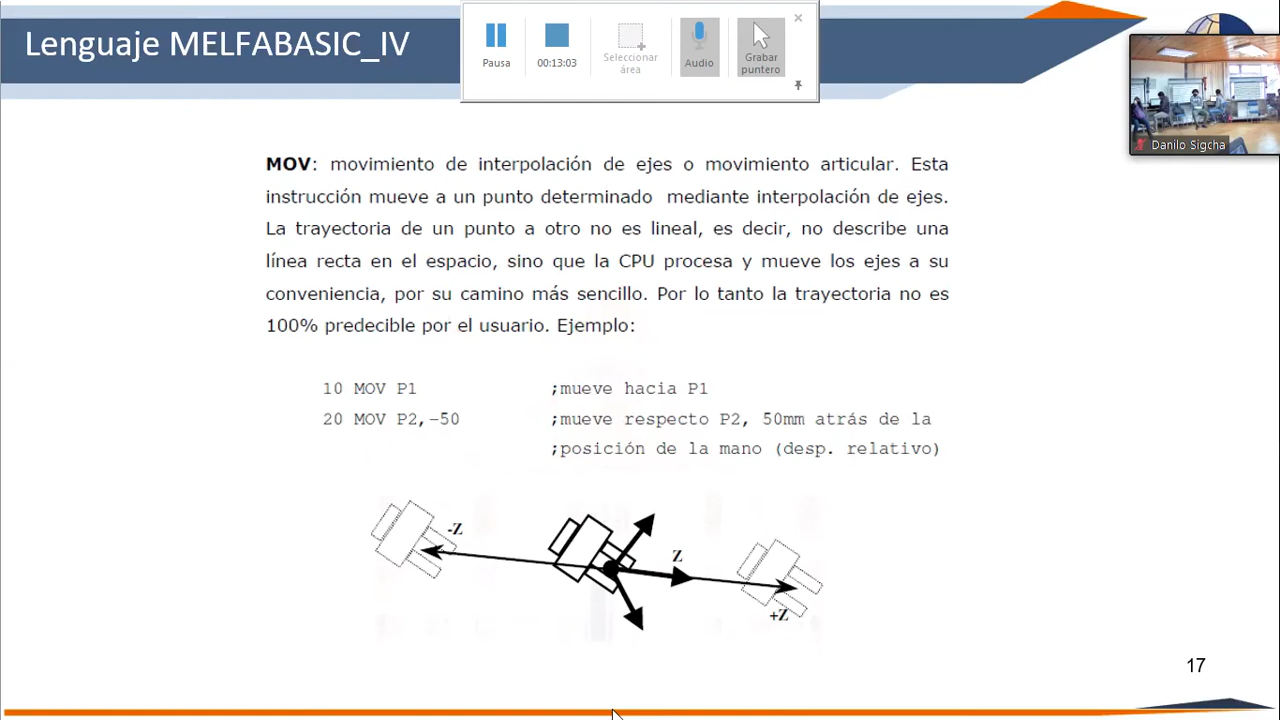 Lenguaje MELFABASIC_IV
Pausa
00:13:03
Seleccionar
área
Audio
Grabar
puntero
Danilo Sigcha
MOV: movimiento de interpolación de ejes o movimiento articular. Esta
instrucción mueve a un punto determinado mediante interpolación de ejes.
La trayectoria de un punto a otro no es lineal, es decir, no describe una
línea recta en el espacio, sino que la CPU procesa y mueve los ejes a su
conveniencia, por su camino más sencillo. Por lo tanto la trayectoria no es
100% predecible por el usuario. Ejemplo:
10 MOV P1 ;mueve hacia P1
20 MOV P2,-50 ;mueve respecto P2, 50mm atrás de la
;posición de la mano (desp. relativo)
-Z
Z
+Z
17